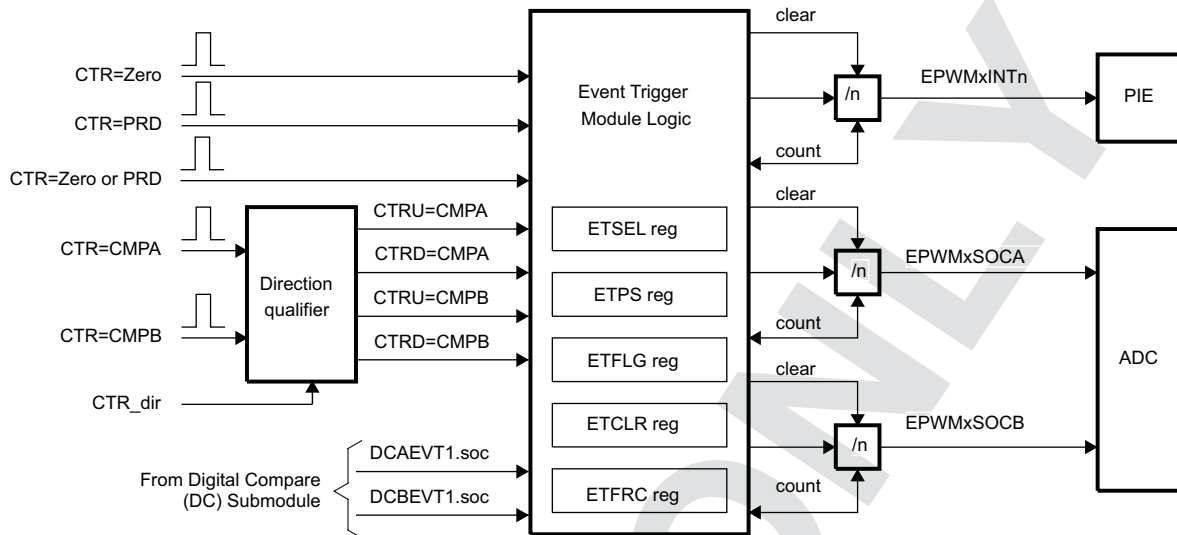 clear
CTR=Zero
Event Trigger
Module Logic
/n
EPWMxINTn
PIE
CTR=PRD
count
CTR=Zero or PRD
clear
CTRU=CMPA
ETSEL reg
CTR=CMPA
CTRD=CMPA
/n
EPWMxSOCA
Direction
qualifier
CTRU=CMPB
ETPS reg
count
CTR=CMPB
CTRD=CMPB
ETFLG reg
ADC
clear
CTR_dir
ETCLR reg
/n
EPWMxSOCB
From Digital Compare
(DC) Submodule
DCAEVT1.soc
DCBEVT1.soc
ETFRC reg
count
ONLY